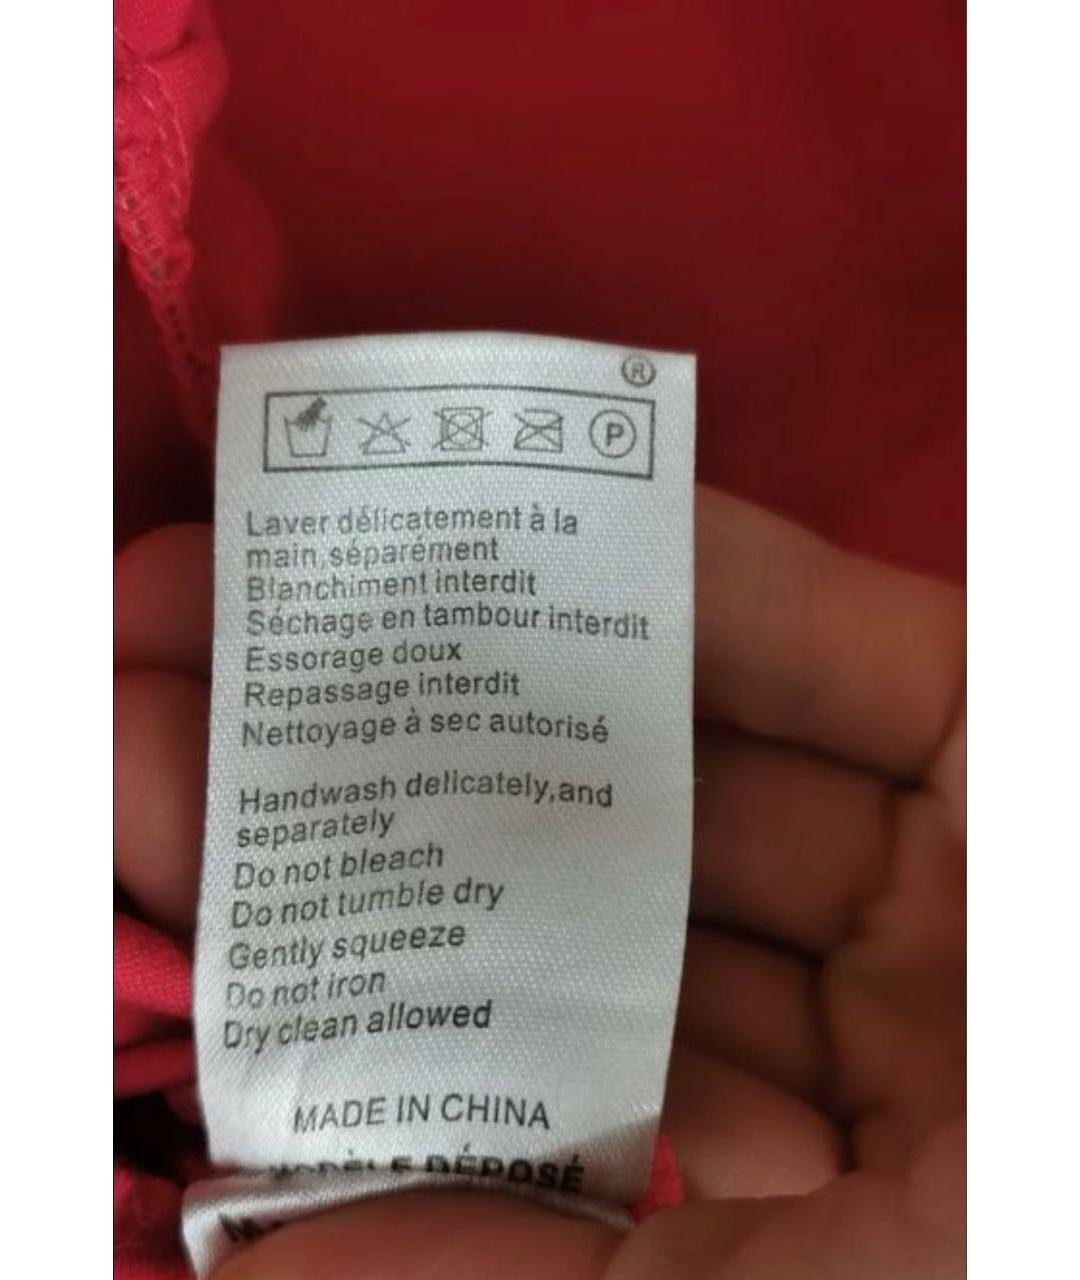 ®
P
Laver délicatement à la
main,séparément
Blanchiment interdit
Séchage en tambour interdit
Essorage doux
Repassage interdit
Nettoyage à sec autorisé
Handwash delicately,and
separately
Do not bleach
Do not tumble dry
Gently squeeze
Do not iron
Dry clean allowed
MADE IN CHINA
MODÈLE DÉPOSÉ